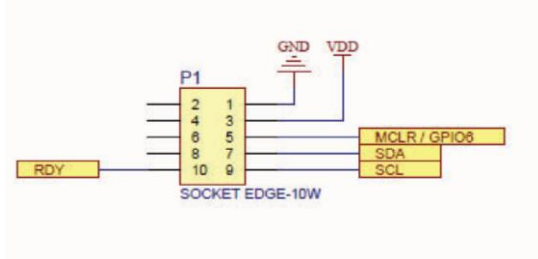 GND VDD
P1
2 1
4 3
6 5 MCLR / GPIO6
8 7 SDA
RDY 10 9 SCL
SOCKET EDGE-10W